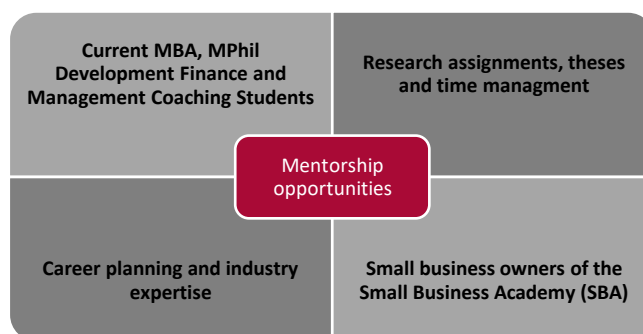 Current MBA, MPhil
Development Finance and
Management Coaching Students
Research assignments, theses
and time managment
Mentorship
opportunities
Career planning and industry
expertise
Small business owners of the
Small Business Academy (SBA)